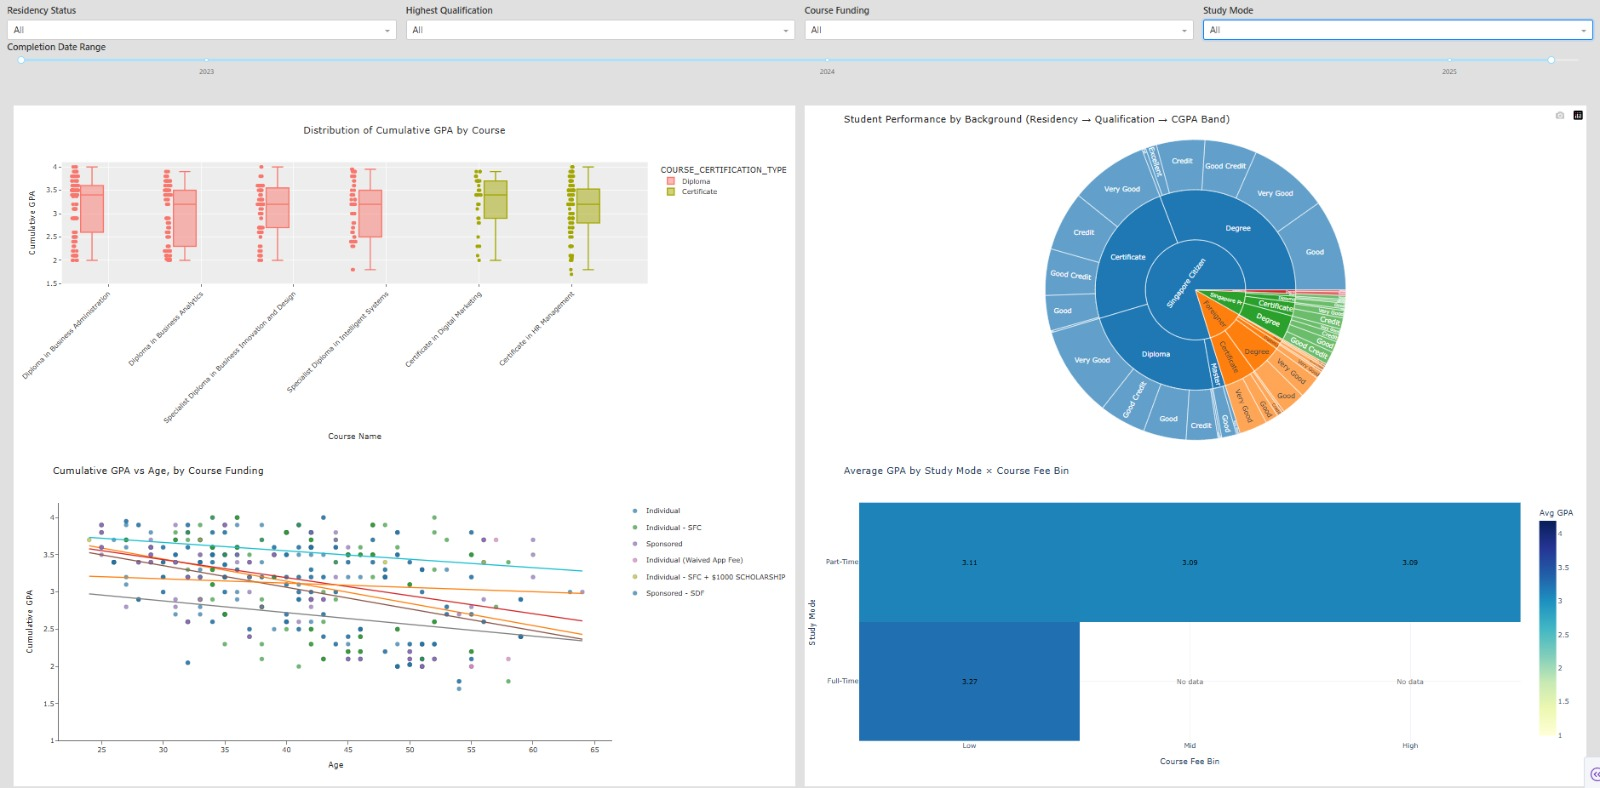 Residency Status
Highest Qualification
Course Funding
Study Mode
All
All
All
All
Completion Date Range
2023
2024
2025
Distribution of Cumulative GPA by Course
4
3.5
3
2.5
2
1.5
Cumulative GPA
COURSE_CERTIFICATION_TYPE
Diploma
Certificate
Diploma in Business Administration
Diploma in Business Analytics
Specialist Diploma in Business Innovation and Design
Specialist Diploma in Intelligent Systems
Certificate in Digital Marketing
Certificate in HR Management
Course Name
Student Performance by Background (Residency → Qualification → CGPA Band)
Singapore Citizen
Degree
Certificate
Diploma
Master
Excellent
Credit
Good Credit
Very Good
Good
Very Good
Credit
Good Credit
Good
Very Good
Good Credit
Good
Credit
Good
Foreigner
Certificate
Degree
Very Good
Good
Very Good
Good
Certificate
Degree
Credit
Good
Good Credit
Cumulative GPA vs Age, by Course Funding
4
3.5
3
2.5
2
1.5
1
Cumulative GPA
25
30
35
40
45
50
55
60
65
Age
Individual
Individual - SFC
Sponsored
Individual (Waived App Fee)
Individual - SFC + $1000 SCHOLARSHIP
Sponsored - SDF
Average GPA by Study Mode × Course Fee Bin
Study Mode
Part-Time
3.11
3.09
3.09
Full-Time
3.27
No data
No data
Low
Mid
High
Course Fee Bin
Avg GPA
4
3.5
3
2.5
2
1.5
1